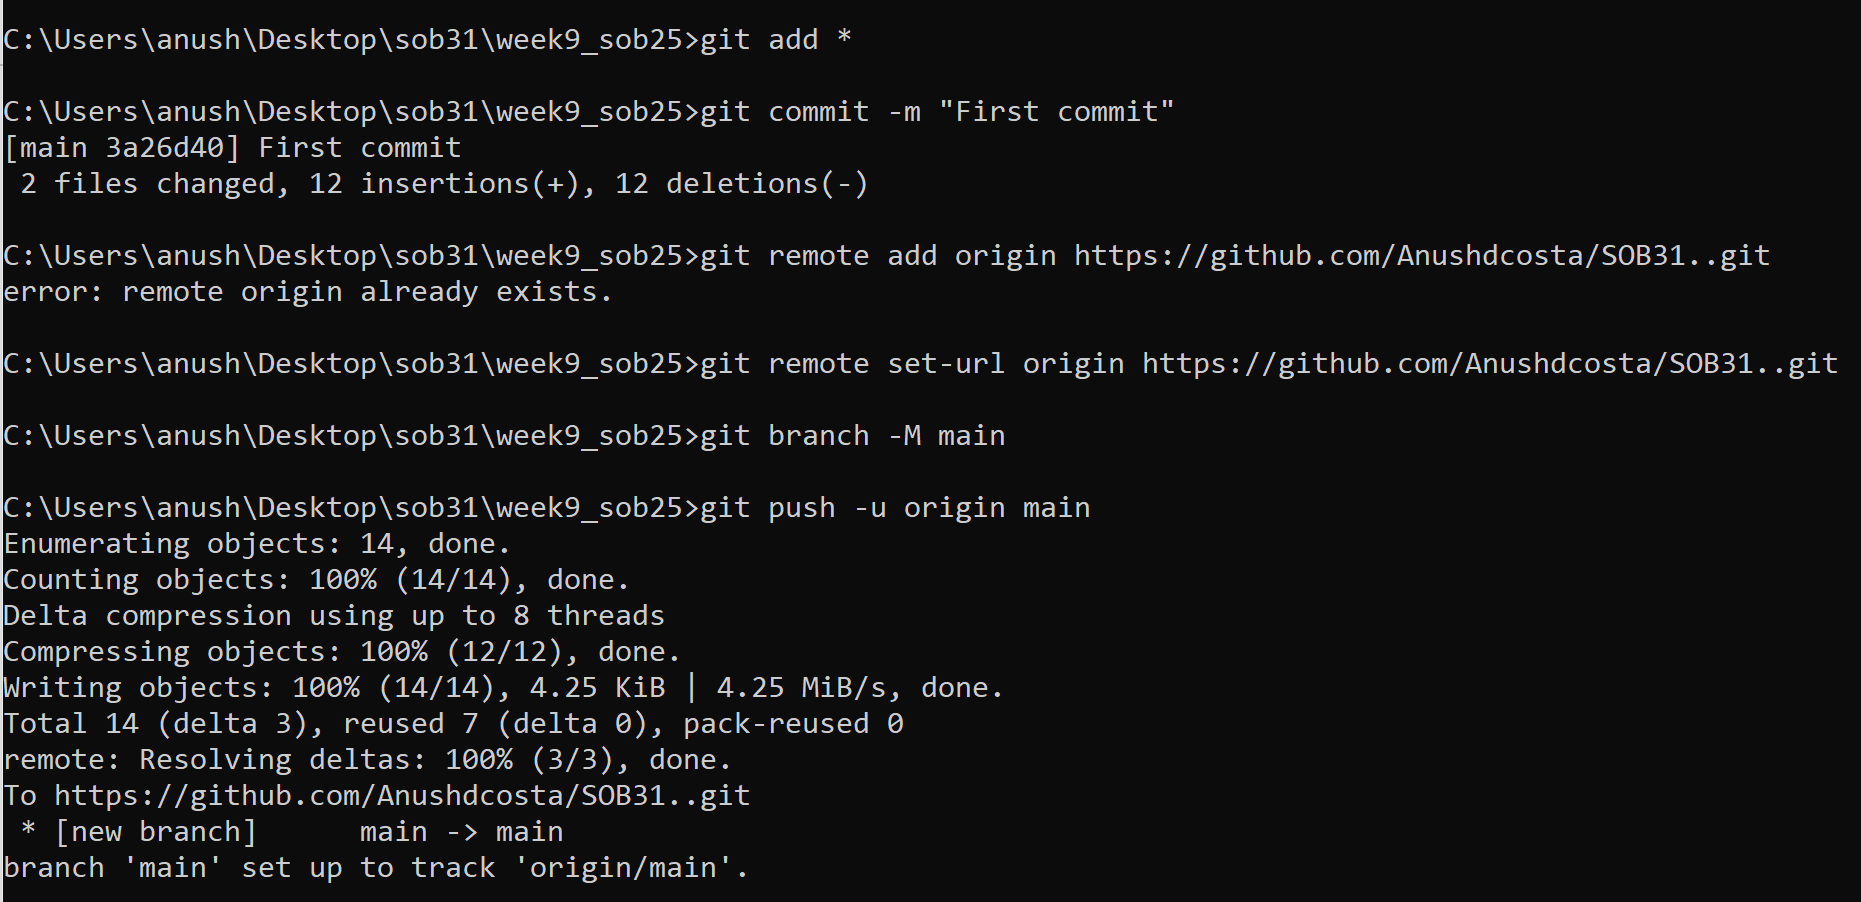 C:\Users\anush\Desktop\sob31\week9_sob25>git add *
C:\Users\anush\Desktop\sob31\week9_sob25>git commit -m "First commit"
[main 3a26d40] First commit
 2 files changed, 12 insertions(+), 12 deletions(-)
C:\Users\anush\Desktop\sob31\week9_sob25>git remote add origin https://github.com/Anushdcosta/SOB31..git
error: remote origin already exists.
C:\Users\anush\Desktop\sob31\week9_sob25>git remote set-url origin https://github.com/Anushdcosta/SOB31..git
C:\Users\anush\Desktop\sob31\week9_sob25>git branch -M main
C:\Users\anush\Desktop\sob31\week9_sob25>git push -u origin main
Enumerating objects: 14, done.
Counting objects: 100% (14/14), done.
Delta compression using up to 8 threads
Compressing objects: 100% (12/12), done.
Writing objects: 100% (14/14), 4.25 KiB | 4.25 MiB/s, done.
Total 14 (delta 3), reused 7 (delta 0), pack-reused 0
remote: Resolving deltas: 100% (3/3), done.
To https://github.com/Anushdcosta/SOB31..git
 * [new branch]      main -> main
branch 'main' set up to track 'origin/main'.